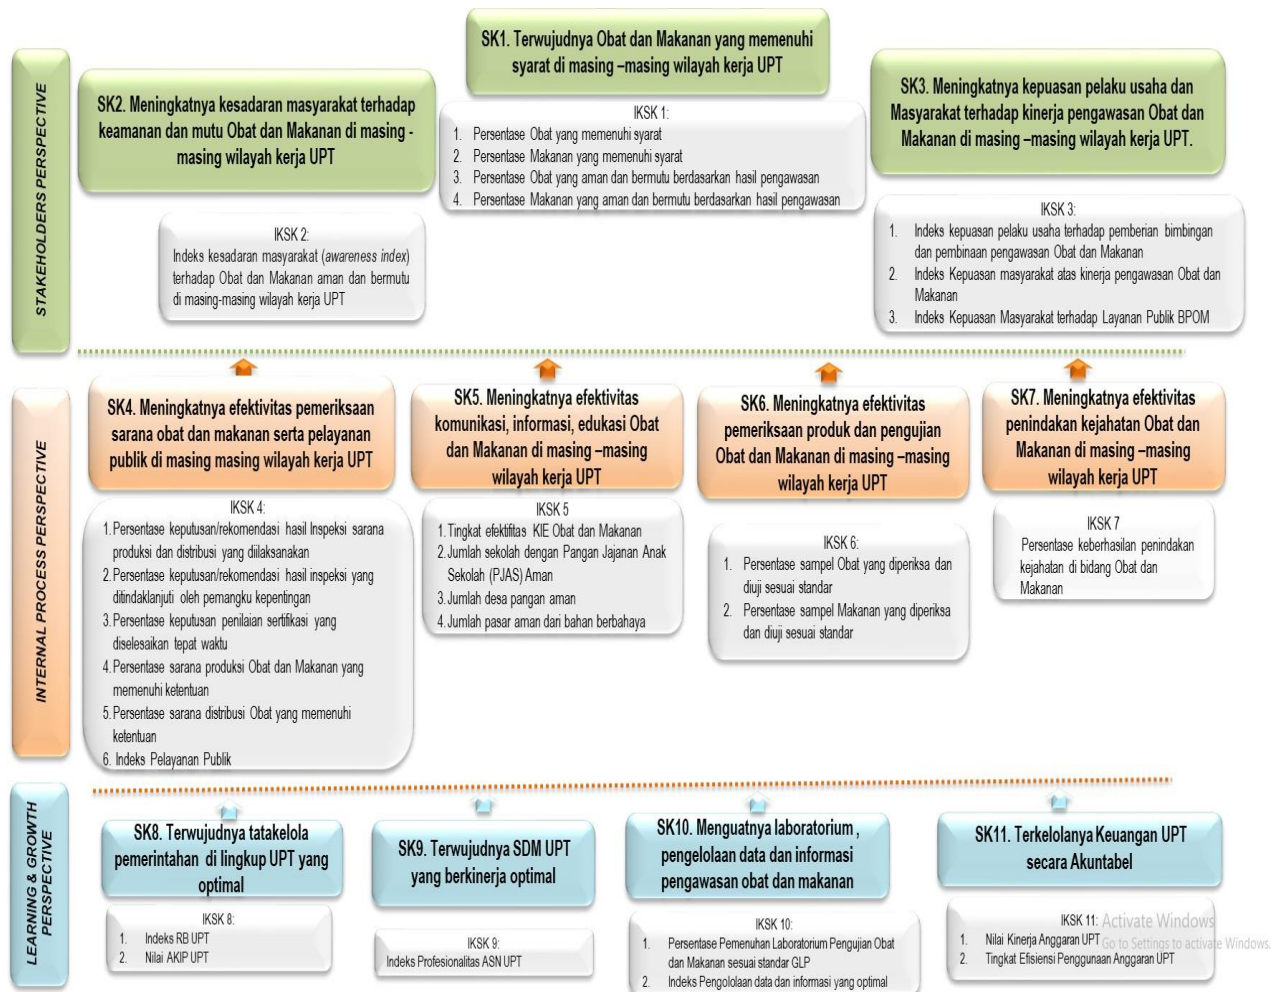 STAKEHOLDERS PERSPECTIVE
SK1. Terwujudnya Obat dan Makanan yang memenuhi
syarat di masing –masing wilayah kerja UPT
IKSK 1:
1. Persentase Obat yang memenuhi syarat
2. Persentase Makanan yang memenuhi syarat
3. Persentase Obat yang aman dan bermutu berdasarkan hasil pengawasan
4. Persentase Makanan yang aman dan bermutu berdasarkan hasil pengawasan
SK2. Meningkatnya kesadaran masyarakat terhadap
keamanan dan mutu Obat dan Makanan di masing -
masing wilayah kerja UPT
IKSK 2:
Indeks kesadaran masyarakat (awareness index)
terhadap Obat dan Makanan aman dan bermutu
di masing-masing wilayah kerja UPT
SK3. Meningkatnya kepuasan pelaku usaha dan
Masyarakat terhadap kinerja pengawasan Obat dan
Makanan di masing –masing wilayah kerja UPT.
IKSK 3:
1. Indeks kepuasan pelaku usaha terhadap pemberian bimbingan
dan pembinaan pengawasan Obat dan Makanan
2. Indeks Kepuasan masyarakat atas kinerja pengawasan Obat dan
Makanan
3. Indeks Kepuasan Masyarakat terhadap Layanan Publik BPOM
INTERNAL PROCESS PERSPECTIVE
SK4. Meningkatnya efektivitas pemeriksaan
sarana obat dan makanan serta pelayanan
publik di masing masing wilayah kerja UPT
IKSK 4:
1. Persentase keputusan/rekomendasi hasil Inspeksi sarana
produksi dan distribusi yang diilaksanakan
2. Persentase keputusan/rekomendasi hasil inspeksi yang
ditindaklanjuti oleh pemangku kepentingan
3. Persentase keputusan penilaian sertifikasi yang
diselesaikan tepat waktu
4. Persentase sarana produksi Obat dan Makanan yang
memenuhi ketentuan
5. Persentase sarana distribusi Obat yang memenuhi
ketentuan
6. Indeks Pelayanan Publik
SK5. Meningkatnya efektivitas
komunikasi, informasi, edukasi Obat
dan Makanan di masing –masing
wilayah kerja UPT
IKSK 5
1. Tingkat efektifitas KIE Obat dan Makanan
2. Jumlah sekolah dengan Pangan Jajanan Anak
Sekolah (PJAS) Aman
3. Jumlah desa pangan aman
4. Jumlah pasar aman dari bahan berbahaya
SK6. Meningkatnya efektivitas
pemeriksaan produk dan pengujian
Obat dan Makanan di masing –masing
wilayah kerja UPT
IKSK 6:
1. Persentase sampel Obat yang diperiksa dan
diuji sesuai standar
2. Persentase sampel Makanan yang diperiksa
dan diuji sesuai standar
SK7. Meningkatnya efektivitas
penindakan kejahatan Obat dan
Makanan di masing –masing
wilayah kerja UPT
IKSK 7
Persentase keberhasilan penindakan
kejahatan di bidang Obat dan
Makanan
LEARNING & GROWTH
PERSPECTIVE
SK8. Terwujudnya tatakelola
pemerintahan di lingkup UPT yang
optimal
IKSK 8:
1. Indeks RB UPT
2. Nilai AKIP UPT
SK9. Terwujudnya SDM UPT
yang berkinerja optimal
IKSK 9:
Indeks Profesionalitas ASN UPT
SK10. Menguatnya laboratorium ,
pengelolaan data dan informasi
pengawasan obat dan makanan
IKSK 10:
1. Persentase Pemenuhan Laboratorium Pengujian Obat
dan Makanan sesuai standar GLP
2. Indeks Pengololaan data dan informasi yang optimal
SK11. Terkelolanya Keuangan UPT
secara Akuntabel
IKSK 11:
1. Nilai Kinerja Anggaran UPT
2. Tingkat Efisiensi Penggunaan Anggaran UPT
Activate Windows
Go to Settings to activate Windows.